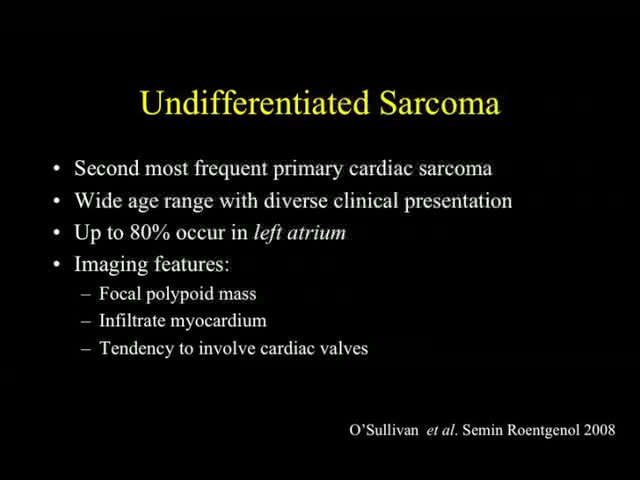 Undifferentiated Sarcoma
• Second most frequent primary cardiac sarcoma
• Wide age range with diverse clinical presentation
• Up to 80% occur in left atrium
• Imaging features:
– Focal polypoid mass
– Infiltrate myocardium
– Tendency to involve cardiac valves
O’Sullivan et al. Semin Roentgenol 2008